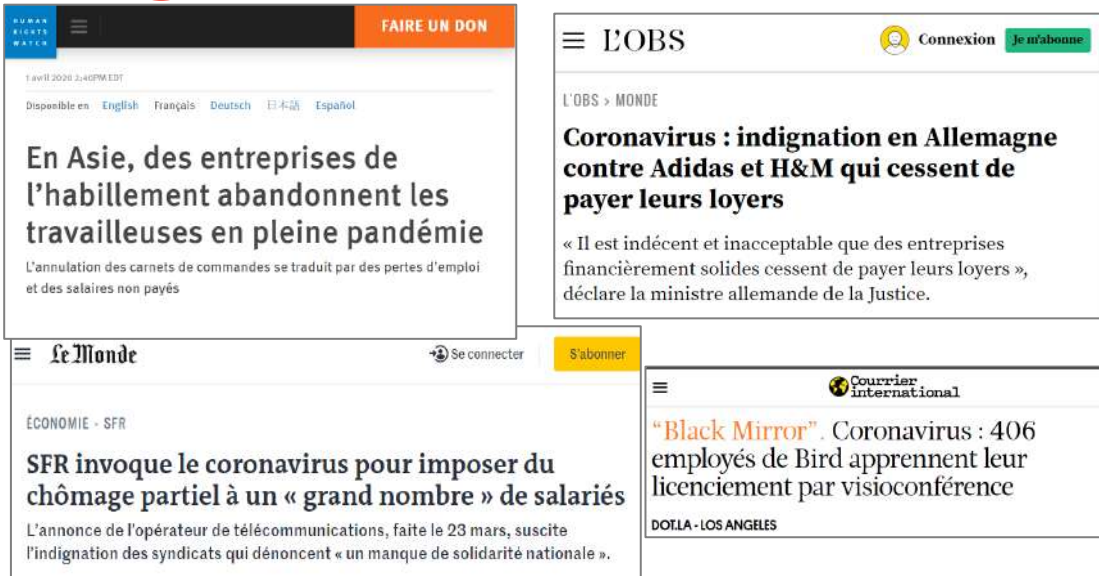 HUMAN
RIGHTS
WATCH
FAIRE UN DON
1 avril 2020 2:40PM EDT
Disponible en English Français Deutsch 日本語 Español
En Asie, des entreprises de
l'habillement abandonnent les
travailleuses en pleine pandémie
L'annulation des carnets de commandes se traduit par des pertes d'emploi
et des salaires non payés
L'OBS
Connexion
Je m'abonne
L'OBS > MONDE
Coronavirus : indignation en Allemagne
contre Adidas et H&M qui cessent de
payer leurs loyers
« Il est indécent et inacceptable que des entreprises
financièrement solides cessent de payer leurs loyers »,
déclare la ministre allemande de la Justice.
Le Monde
Se connecter
S'abonner
ÉCONOMIE - SFR
SFR invoque le coronavirus pour imposer du
chômage partiel à un « grand nombre » de salariés
L'annonce de l'opérateur de télécommunications, faite le 23 mars, suscite
l'indignation des syndicats qui dénoncent « un manque de solidarité nationale ».
Courrier
international
“Black Mirror”. Coronavirus : 406
employés de Bird apprennent leur
licenciement par visioconférence
DOT.LA - LOS ANGELES